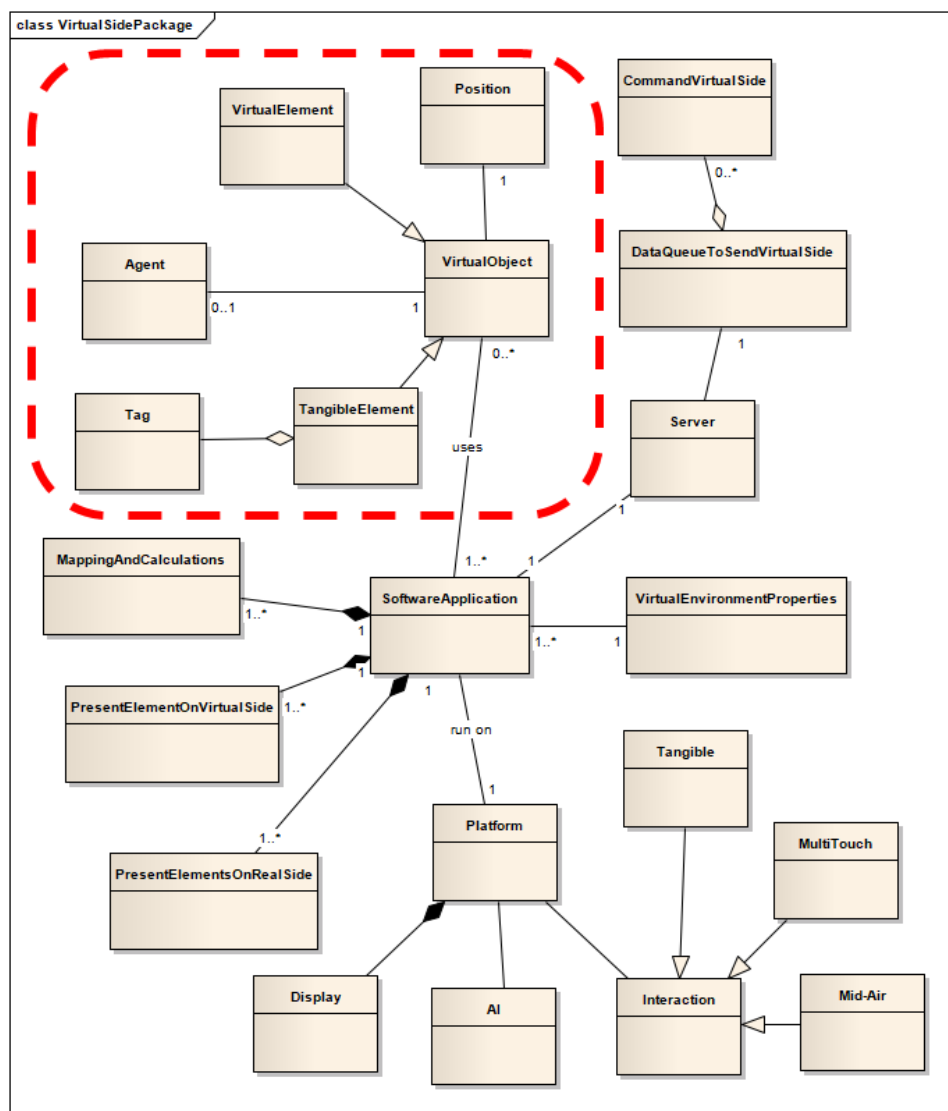 class VirtualSidePackage
Position
CommandVirtualSide
VirtualElement
0..*
1
DataQueueToSendVirtualSide
VirtualObject
Agent
0..1
1
1
0..*
Tag
TangibleElement
Server
uses
1
1
1..*
MappingAndCalculations
SoftwareApplication
VirtualEnvironmentProperties
1..*
1
1..*
1
PresentElementOnVirtualSide
1
1..*
1
run on
Tangible
1
Platform
1..*
MultiTouch
PresentElementsOnRealSide
Display
AI
Interaction
Mid-Air